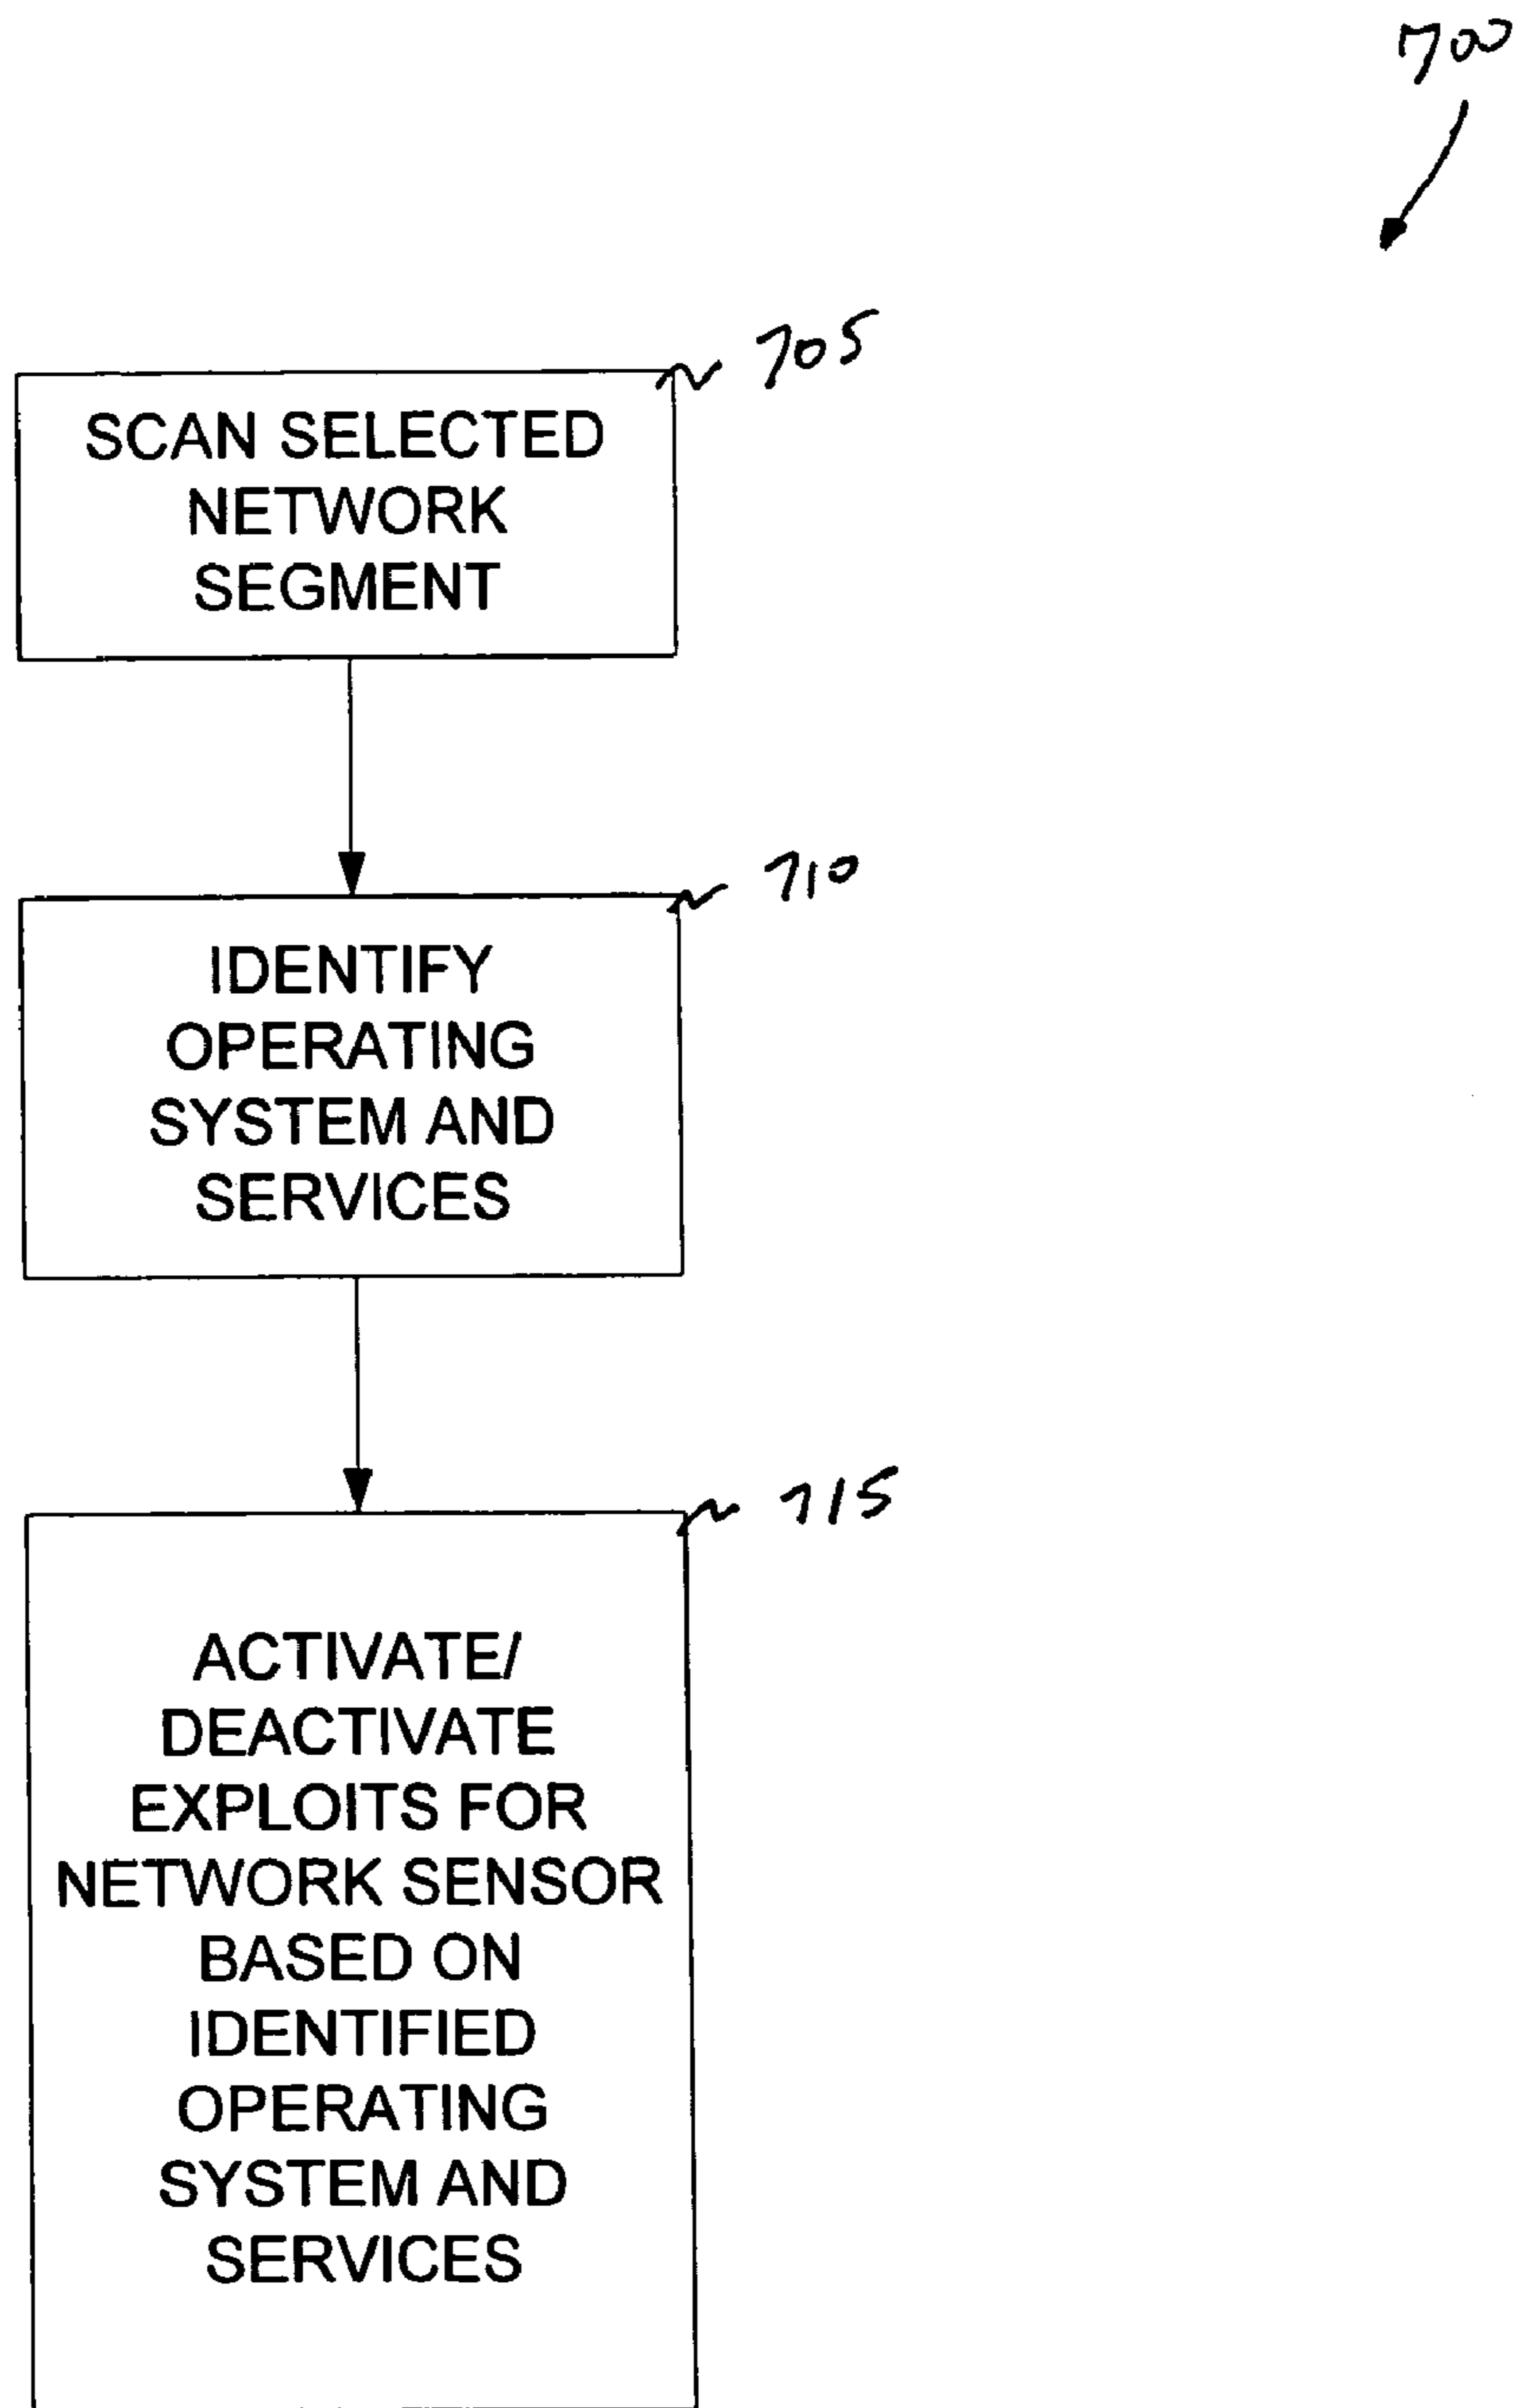 700
705
SCAN SELECTED
NETWORK
SEGMENT
710
IDENTIFY
OPERATING
SYSTEM AND
SERVICES
715
ACTIVATE/
DEACTIVATE
EXPLOITS FOR
NETWORK SENSOR
BASED ON
IDENTIFIED
OPERATING
SYSTEM AND
SERVICES